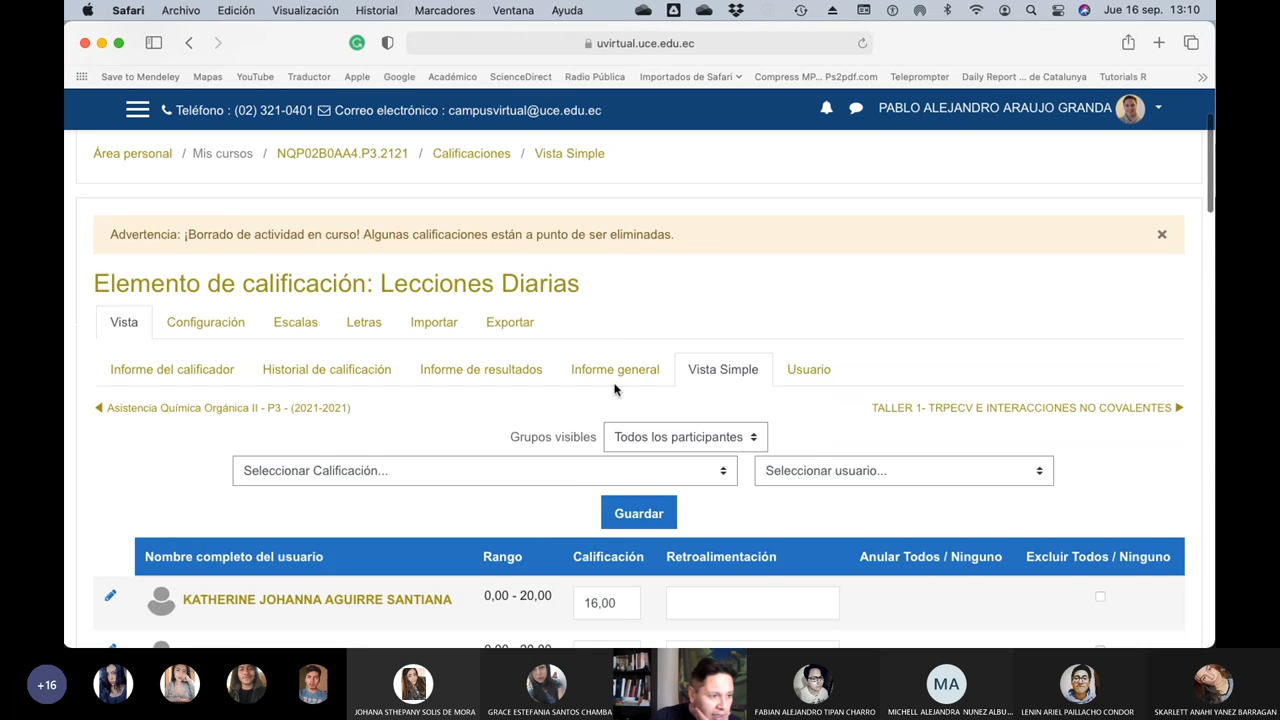 Safari Archivo Edición Visualización Historial Marcadores Ventana Ayuda Jue 16 sep. 13:10
uvirtual.uce.edu.ec
Save to Mendeley Mapas YouTube Traductor Apple Google Académico ScienceDirect Radio Pública Importados de Safari Compress MP... Ps2pdf.com Teleprompter Daily Report ... de Catalunya Tutorials R
Teléfono : (02) 321-0401 Correo electrónico : campusvirtual@uce.edu.ec PABLO ALEJANDRO ARAUJO GRANDA
Área personal / Mis cursos / NQP02B0AA4.P3.2121 / Calificaciones / Vista Simple
Advertencia: ¡Borrado de actividad en curso! Algunas calificaciones están a punto de ser eliminadas. ×
Elemento de calificación: Lecciones Diarias
Vista Configuración Escalas Letras Importar Exportar
Informe del calificador Historial de calificación Informe de resultados Informe general Vista Simple Usuario
◀ Asistencia Química Orgánica II - P3 - (2021-2021) TALLER 1- TRPECV E INTERACCIONES NO COVALENTES ▶
Grupos visibles Todos los participantes
Seleccionar Calificación... Seleccionar usuario...
Guardar
Nombre completo del usuario Rango Calificación Retroalimentación Anular Todos / Ninguno Excluir Todos / Ninguno
KATHERINE JOHANNA AGUIRRE SANTIANA 0,00 - 20,00 16,00
+16 MA
JOHANA STHEPANY SOLIS DE MORA GRACE ESTEFANIA SANTOS CHAMBA FABIAN ALEJANDRO TIPAN CHARRO MICHELL ALEJANDRA NUNEZ ALBU... LENIN ARIEL PAILLACHO CONDOR SKARLETT ANAHI YANEZ BARRAGAN